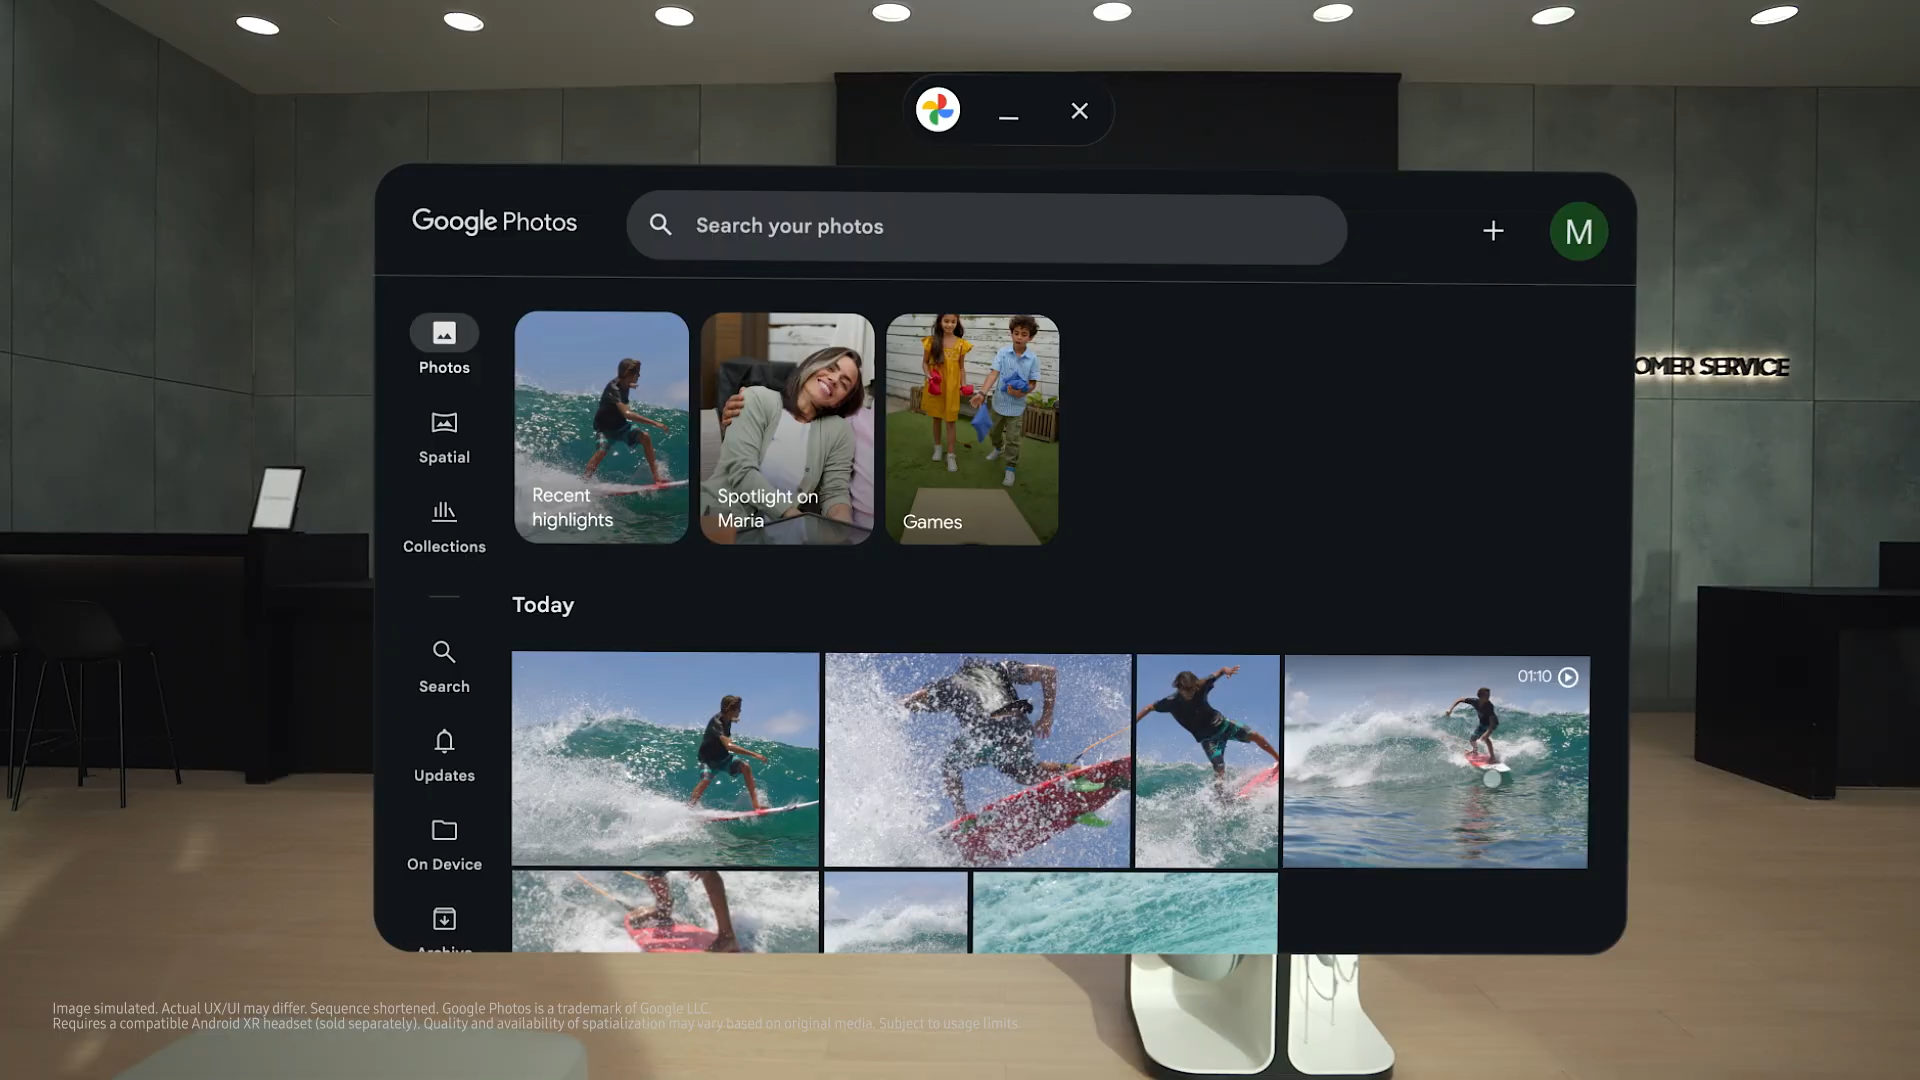 Google Photos
Search your photos
M
Photos
Spatial
Collections
Search
Updates
On Device
Archive
Recent
highlights
Spotlight on
Maria
Games
Today
01:10
OMER SERVICE
Image simulated. Actual UX/UI may differ. Sequence shortened. Google Photos is a trademark of Google LLC.
Requires a compatible Android XR headset (sold separately). Quality and availability of spatialization may vary based on original media. Subject to usage limits.